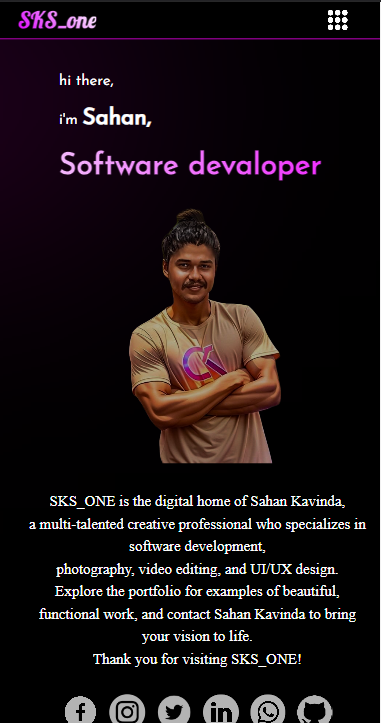 SKS_one
hi there,
i'm Sahan,
Software devaloper
CK
SKS_ONE is the digital home of Sahan Kavinda,
a multi-talented creative professional who specializes in
software development,
photography, video editing, and UI/UX design.
Explore the portfolio for examples of beautiful,
functional work, and contact Sahan Kavinda to bring
your vision to life.
Thank you for visiting SKS_ONE!